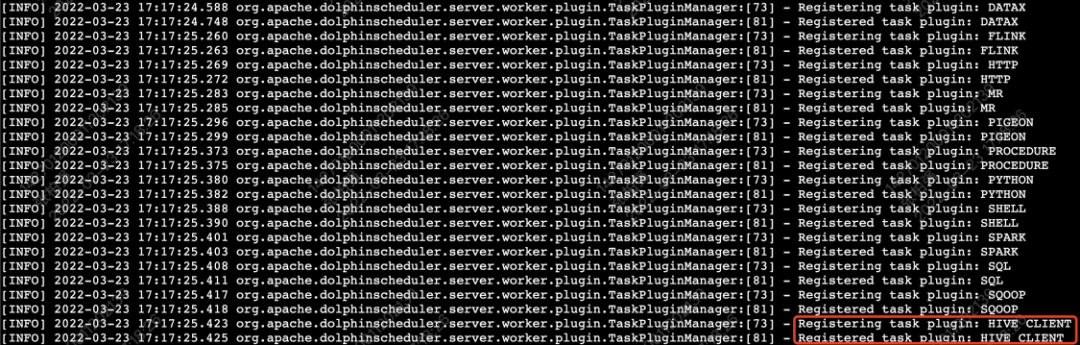 [INFO] 2022-03-23 17:17:24.588 org.apache.dolphinscheduler.server.worker.plugin.TaskPluginManager:[73] - Registering task plugin: DATAX
[INFO] 2022-03-23 17:17:24.748 org.apache.dolphinscheduler.server.worker.plugin.TaskPluginManager:[81] - Registered task plugin: DATAX
[INFO] 2022-03-23 17:17:25.260 org.apache.dolphinscheduler.server.worker.plugin.TaskPluginManager:[73] - Registering task plugin: FLINK
[INFO] 2022-03-23 17:17:25.263 org.apache.dolphinscheduler.server.worker.plugin.TaskPluginManager:[81] - Registered task plugin: FLINK
[INFO] 2022-03-23 17:17:25.269 org.apache.dolphinscheduler.server.worker.plugin.TaskPluginManager:[73] - Registering task plugin: HTTP
[INFO] 2022-03-23 17:17:25.272 org.apache.dolphinscheduler.server.worker.plugin.TaskPluginManager:[81] - Registered task plugin: HTTP
[INFO] 2022-03-23 17:17:25.283 org.apache.dolphinscheduler.server.worker.plugin.TaskPluginManager:[73] - Registering task plugin: MR
[INFO] 2022-03-23 17:17:25.285 org.apache.dolphinscheduler.server.worker.plugin.TaskPluginManager:[81] - Registered task plugin: MR
[INFO] 2022-03-23 17:17:25.296 org.apache.dolphinscheduler.server.worker.plugin.TaskPluginManager:[73] - Registering task plugin: PIGEON
[INFO] 2022-03-23 17:17:25.299 org.apache.dolphinscheduler.server.worker.plugin.TaskPluginManager:[81] - Registered task plugin: PIGEON
[INFO] 2022-03-23 17:17:25.373 org.apache.dolphinscheduler.server.worker.plugin.TaskPluginManager:[73] - Registering task plugin: PROCEDURE
[INFO] 2022-03-23 17:17:25.375 org.apache.dolphinscheduler.server.worker.plugin.TaskPluginManager:[81] - Registered task plugin: PROCEDURE
[INFO] 2022-03-23 17:17:25.380 org.apache.dolphinscheduler.server.worker.plugin.TaskPluginManager:[73] - Registering task plugin: PYTHON
[INFO] 2022-03-23 17:17:25.382 org.apache.dolphinscheduler.server.worker.plugin.TaskPluginManager:[81] - Registered task plugin: PYTHON
[INFO] 2022-03-23 17:17:25.388 org.apache.dolphinscheduler.server.worker.plugin.TaskPluginManager:[73] - Registering task plugin: SHELL
[INFO] 2022-03-23 17:17:25.390 org.apache.dolphinscheduler.server.worker.plugin.TaskPluginManager:[81] - Registered task plugin: SHELL
[INFO] 2022-03-23 17:17:25.401 org.apache.dolphinscheduler.server.worker.plugin.TaskPluginManager:[73] - Registering task plugin: SPARK
[INFO] 2022-03-23 17:17:25.403 org.apache.dolphinscheduler.server.worker.plugin.TaskPluginManager:[81] - Registered task plugin: SPARK
[INFO] 2022-03-23 17:17:25.408 org.apache.dolphinscheduler.server.worker.plugin.TaskPluginManager:[73] - Registering task plugin: SQL
[INFO] 2022-03-23 17:17:25.411 org.apache.dolphinscheduler.server.worker.plugin.TaskPluginManager:[81] - Registered task plugin: SQL
[INFO] 2022-03-23 17:17:25.417 org.apache.dolphinscheduler.server.worker.plugin.TaskPluginManager:[73] - Registering task plugin: SQOOP
[INFO] 2022-03-23 17:17:25.418 org.apache.dolphinscheduler.server.worker.plugin.TaskPluginManager:[81] - Registered task plugin: SQOOP
[INFO] 2022-03-23 17:17:25.423 org.apache.dolphinscheduler.server.worker.plugin.TaskPluginManager:[73] - Registering task plugin: HIVE CLIENT
[INFO] 2022-03-23 17:17:25.425 org.apache.dolphinscheduler.server.worker.plugin.TaskPluginManager:[81] - Registered task plugin: HIVE CLIENT